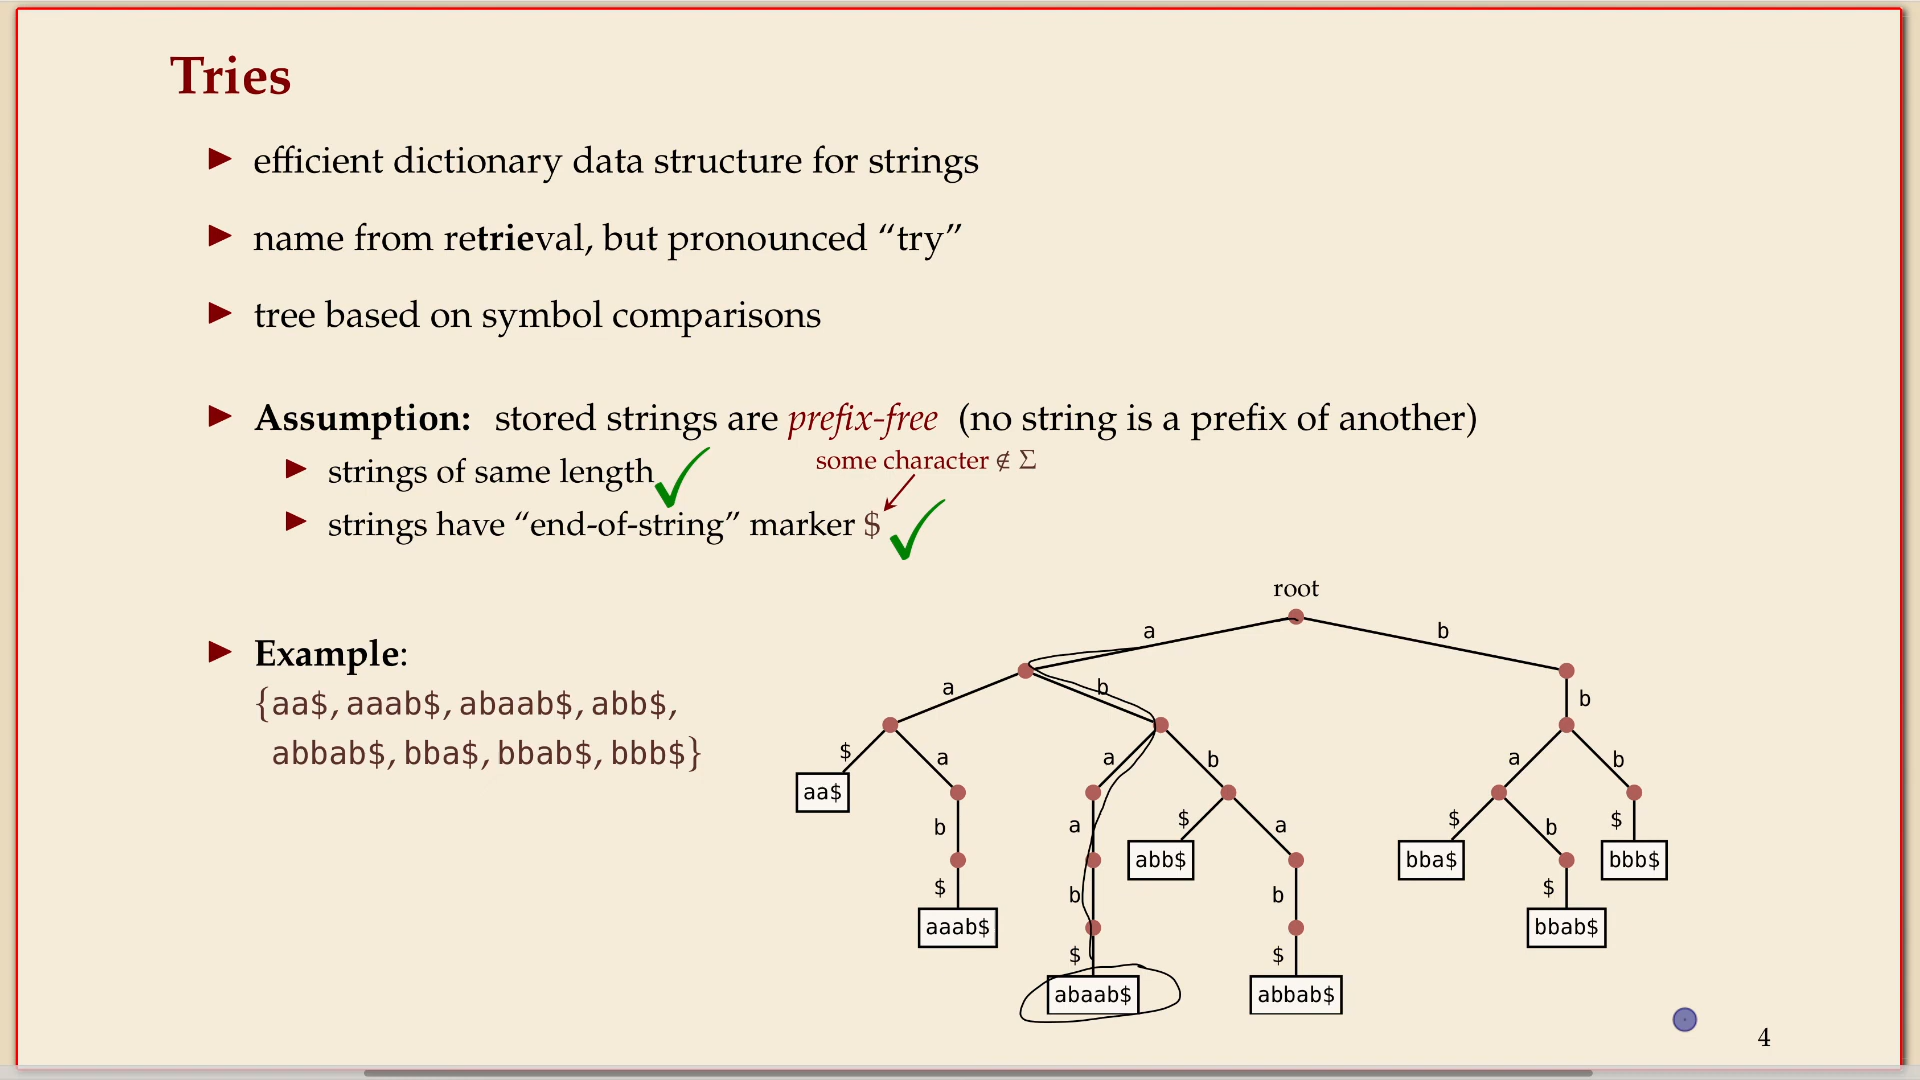 Tries
▶ efficient dictionary data structure for strings
▶ name from retrieval, but pronounced “try”
▶ tree based on symbol comparisons
▶ Assumption: stored strings are prefix-free (no string is a prefix of another)
▶ strings of same length ✓
some character ∉ Σ
▶ strings have “end-of-string” marker $ ✓
▶ Example:
{aa$, aaab$, abaab$, abb$,
abbab$, bba$, bbab$, bbb$}
root
a b
a b b
$ a a b a b
aa$
b a $ a $ b $
abb$ bba$ bbb$
$ b b $
aaab$ bbab$
$ $
abaab$ abbab$
4